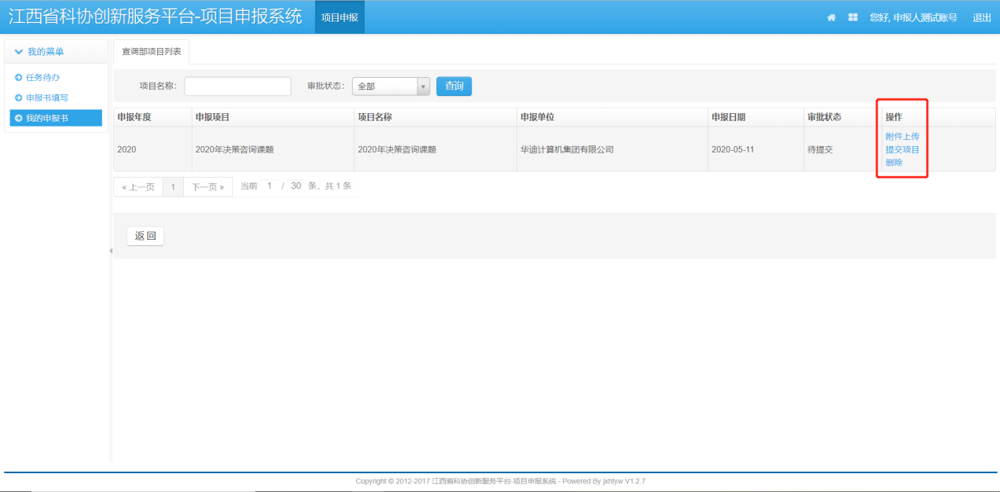 江西省科协创新服务平台-项目申报系统 项目申报 您好, 申报人测试账号 退出
我的菜单
任务待办
申报书填写
我的申报书
宣调部项目列表
项目名称: 审批状态: 全部 查询
申报年度 申报项目 项目名称 申报单位 申报日期 审批状态 操作
2020 2020年决策咨询课题 2020年决策咨询课题 华迪计算机集团有限公司 2020-05-11 待提交 附件上传
提交项目
删除
« 上一页 1 下一页 » 当前 1 / 30 条, 共 1 条
返 回
Copyright © 2012-2017 江西省科协创新服务平台-项目申报系统 - Powered By jxhtyw V1.2.7